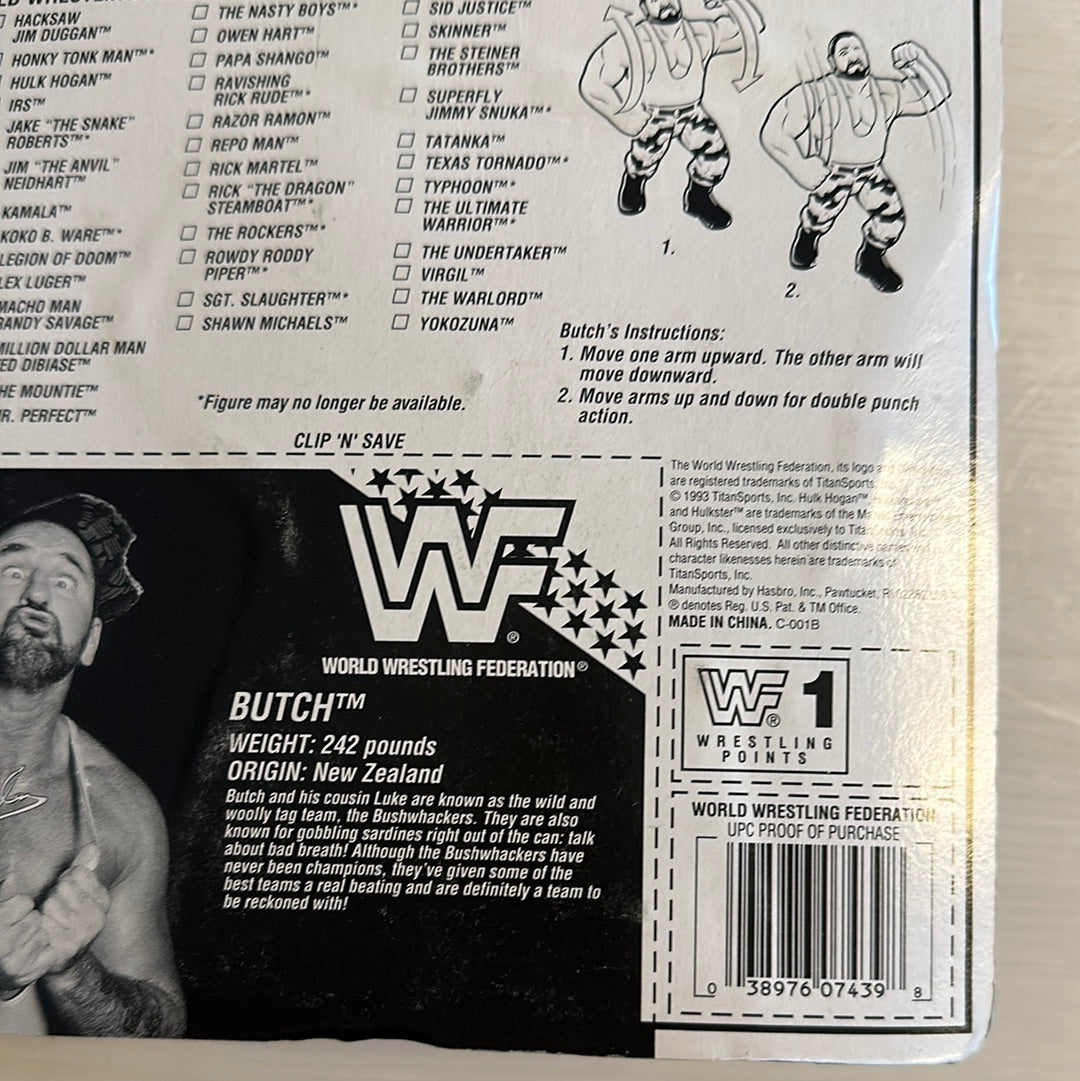 HACKSAW
JIM DUGGAN™
HONKY TONK MAN™*
HULK HOGAN™
IRS™
JAKE "THE SNAKE"
ROBERTS™*
JIM "THE ANVIL"
NEIDHART™
KAMALA™
KOKO B. WARE™*
LEGION OF DOOM™
LEX LUGER™
MACHO MAN
RANDY SAVAGE™
MILLION DOLLAR MAN
TED DIBIASE™
THE MOUNTIE™
MR. PERFECT™
THE NASTY BOYS™*
OWEN HART™
PAPA SHANGO™
RAVISHING
RICK RUDE™*
RAZOR RAMON™
REPO MAN™
RICK MARTEL™
RICK "THE DRAGON"
STEAMBOAT™*
THE ROCKERS™*
ROWDY RODDY
PIPER™*
SGT. SLAUGHTER™*
SHAWN MICHAELS™
SID JUSTICE™
SKINNER™
THE STEINER
BROTHERS™
SUPERFLY
JIMMY SNUKA™*
TATANKA™
TEXAS TORNADO™*
TYPHOON™*
THE ULTIMATE
WARRIOR™*
THE UNDERTAKER™
VIRGIL™
THE WARLORD™
YOKOZUNA™
*Figure may no longer be available.
1.
2.
Butch's Instructions:
1. Move one arm upward. The other arm will
move downward.
2. Move arms up and down for double punch
action.
CLIP 'N' SAVE
WF®
WORLD WRESTLING FEDERATION®
BUTCH™
WEIGHT: 242 pounds
ORIGIN: New Zealand
Butch and his cousin Luke are known as the wild and
woolly tag team, the Bushwhackers. They are also
known for gobbling sardines right out of the can: talk
about bad breath! Although the Bushwhackers have
never been champions, they've given some of the
best teams a real beating and are definitely a team to
be reckoned with!
The World Wrestling Federation, its logo
are registered trademarks of TitanSports
© 1993 TitanSports, Inc. Hulk Hogan™
and Hulkster™ are trademarks of the
Group, Inc., licensed exclusively to
All Rights Reserved. All other distinctive
character likenesses herein are trademarks of
TitanSports, Inc.
Manufactured by Hasbro, Inc., Pawtucket,
® denotes Reg. U.S. Pat. & TM Office.
MADE IN CHINA. C-001B
WF® 1
WRESTLING
POINTS
WORLD WRESTLING FEDERATION
UPC PROOF OF PURCHASE
0 38976 07439 8